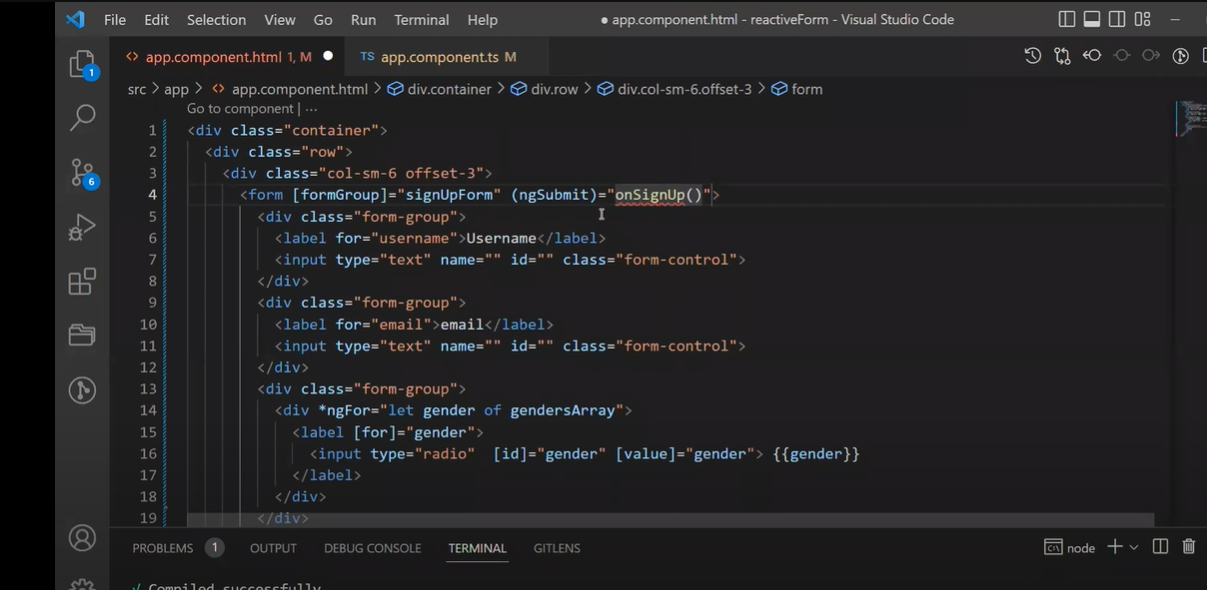 File Edit Selection View Go Run Terminal Help ● app.component.html - reactiveForm - Visual Studio Code
<> app.component.html 1, M ● TS app.component.ts M
1
src > app > <> app.component.html > div.container > div.row > div.col-sm-6.offset-3 > form
Go to component | ...
1 <div class="container">
2 <div class="row">
3 <div class="col-sm-6 offset-3">
6
4 <form [formGroup]="signUpForm" (ngSubmit)="onSignUp()">
5 <div class="form-group">
6 <label for="username">Username</label>
7 <input type="text" name="" id="" class="form-control">
8 </div>
9 <div class="form-group">
10 <label for="email">email</label>
11 <input type="text" name="" id="" class="form-control">
12 </div>
13 <div class="form-group">
14 <div *ngFor="let gender of gendersArray">
15 <label [for]="gender">
16 <input type="radio"  [id]="gender" [value]="gender"> {{gender}}
17 </label>
18 </div>
19 </div>
PROBLEMS 1 OUTPUT DEBUG CONSOLE TERMINAL GITLENS node
√ Compiled successfully